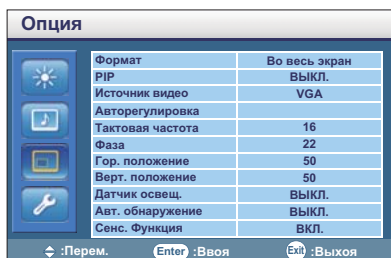 Опция
Формат Во весь экран
PIP ВЫКЛ.
Источник видео VGA
Авторегулировка
Тактовая частота 16
Фаза 22
Гор. положение 50
Верт. положение 50
Датчик освещ. ВЫКЛ.
Авт. обнаружение ВЫКЛ.
Сенс. Функция ВКЛ.
:Перем. Enter :Ввоя Exit :Выхоя